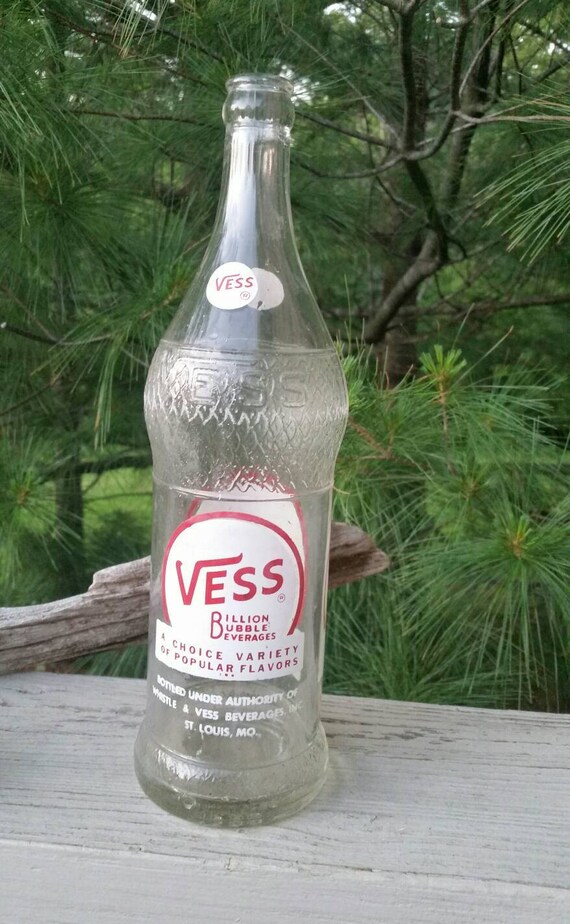 VESS
VESS
VESS
BILLION
BUBBLE
BEVERAGES
A CHOICE VARIETY
OF POPULAR FLAVORS
BOTTLED UNDER AUTHORITY OF
WHISTLE & VESS BEVERAGES INC.
ST. LOUIS, MO.